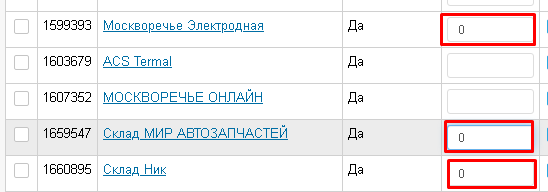 1599393 Москворечье Электродная Да 0
1603679 ACS Termal Да
1607352 МОСКВОРЕЧЬЕ ОНЛАЙН Да
1659547 Склад МИР АВТОЗАПЧАСТЕЙ Да 0
1660895 Склад Ник Да 0